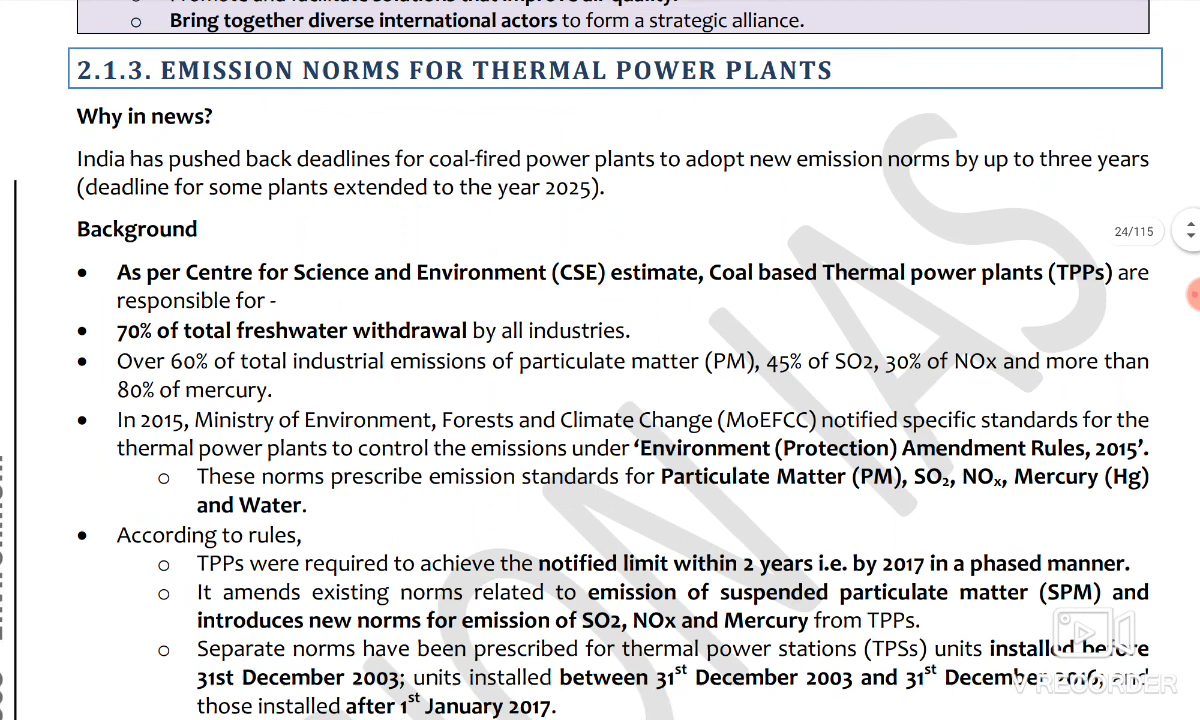 Bring together diverse international actors to form a strategic alliance.
2.1.3. EMISSION NORMS FOR THERMAL POWER PLANTS
Why in news?
India has pushed back deadlines for coal-fired power plants to adopt new emission norms by up to three years
(deadline for some plants extended to the year 2025).
Background
24/115
• As per Centre for Science and Environment (CSE) estimate, Coal based Thermal power plants (TPPs) are
responsible for -
• 70% of total freshwater withdrawal by all industries.
• Over 60% of total industrial emissions of particulate matter (PM), 45% of SO2, 30% of NOx and more than
80% of mercury.
• In 2015, Ministry of Environment, Forests and Climate Change (MoEFCC) notified specific standards for the
thermal power plants to control the emissions under ‘Environment (Protection) Amendment Rules, 2015’.
o These norms prescribe emission standards for Particulate Matter (PM), SO₂, NOₓ, Mercury (Hg)
and Water.
• According to rules,
o TPPs were required to achieve the notified limit within 2 years i.e. by 2017 in a phased manner.
o It amends existing norms related to emission of suspended particulate matter (SPM) and
introduces new norms for emission of SO2, NOx and Mercury from TPPs.
o Separate norms have been prescribed for thermal power stations (TPSs) units installed before
31st December 2003; units installed between 31st December 2003 and 31st December 2016; and
those installed after 1st January 2017.
ION IAS
V RECORDER